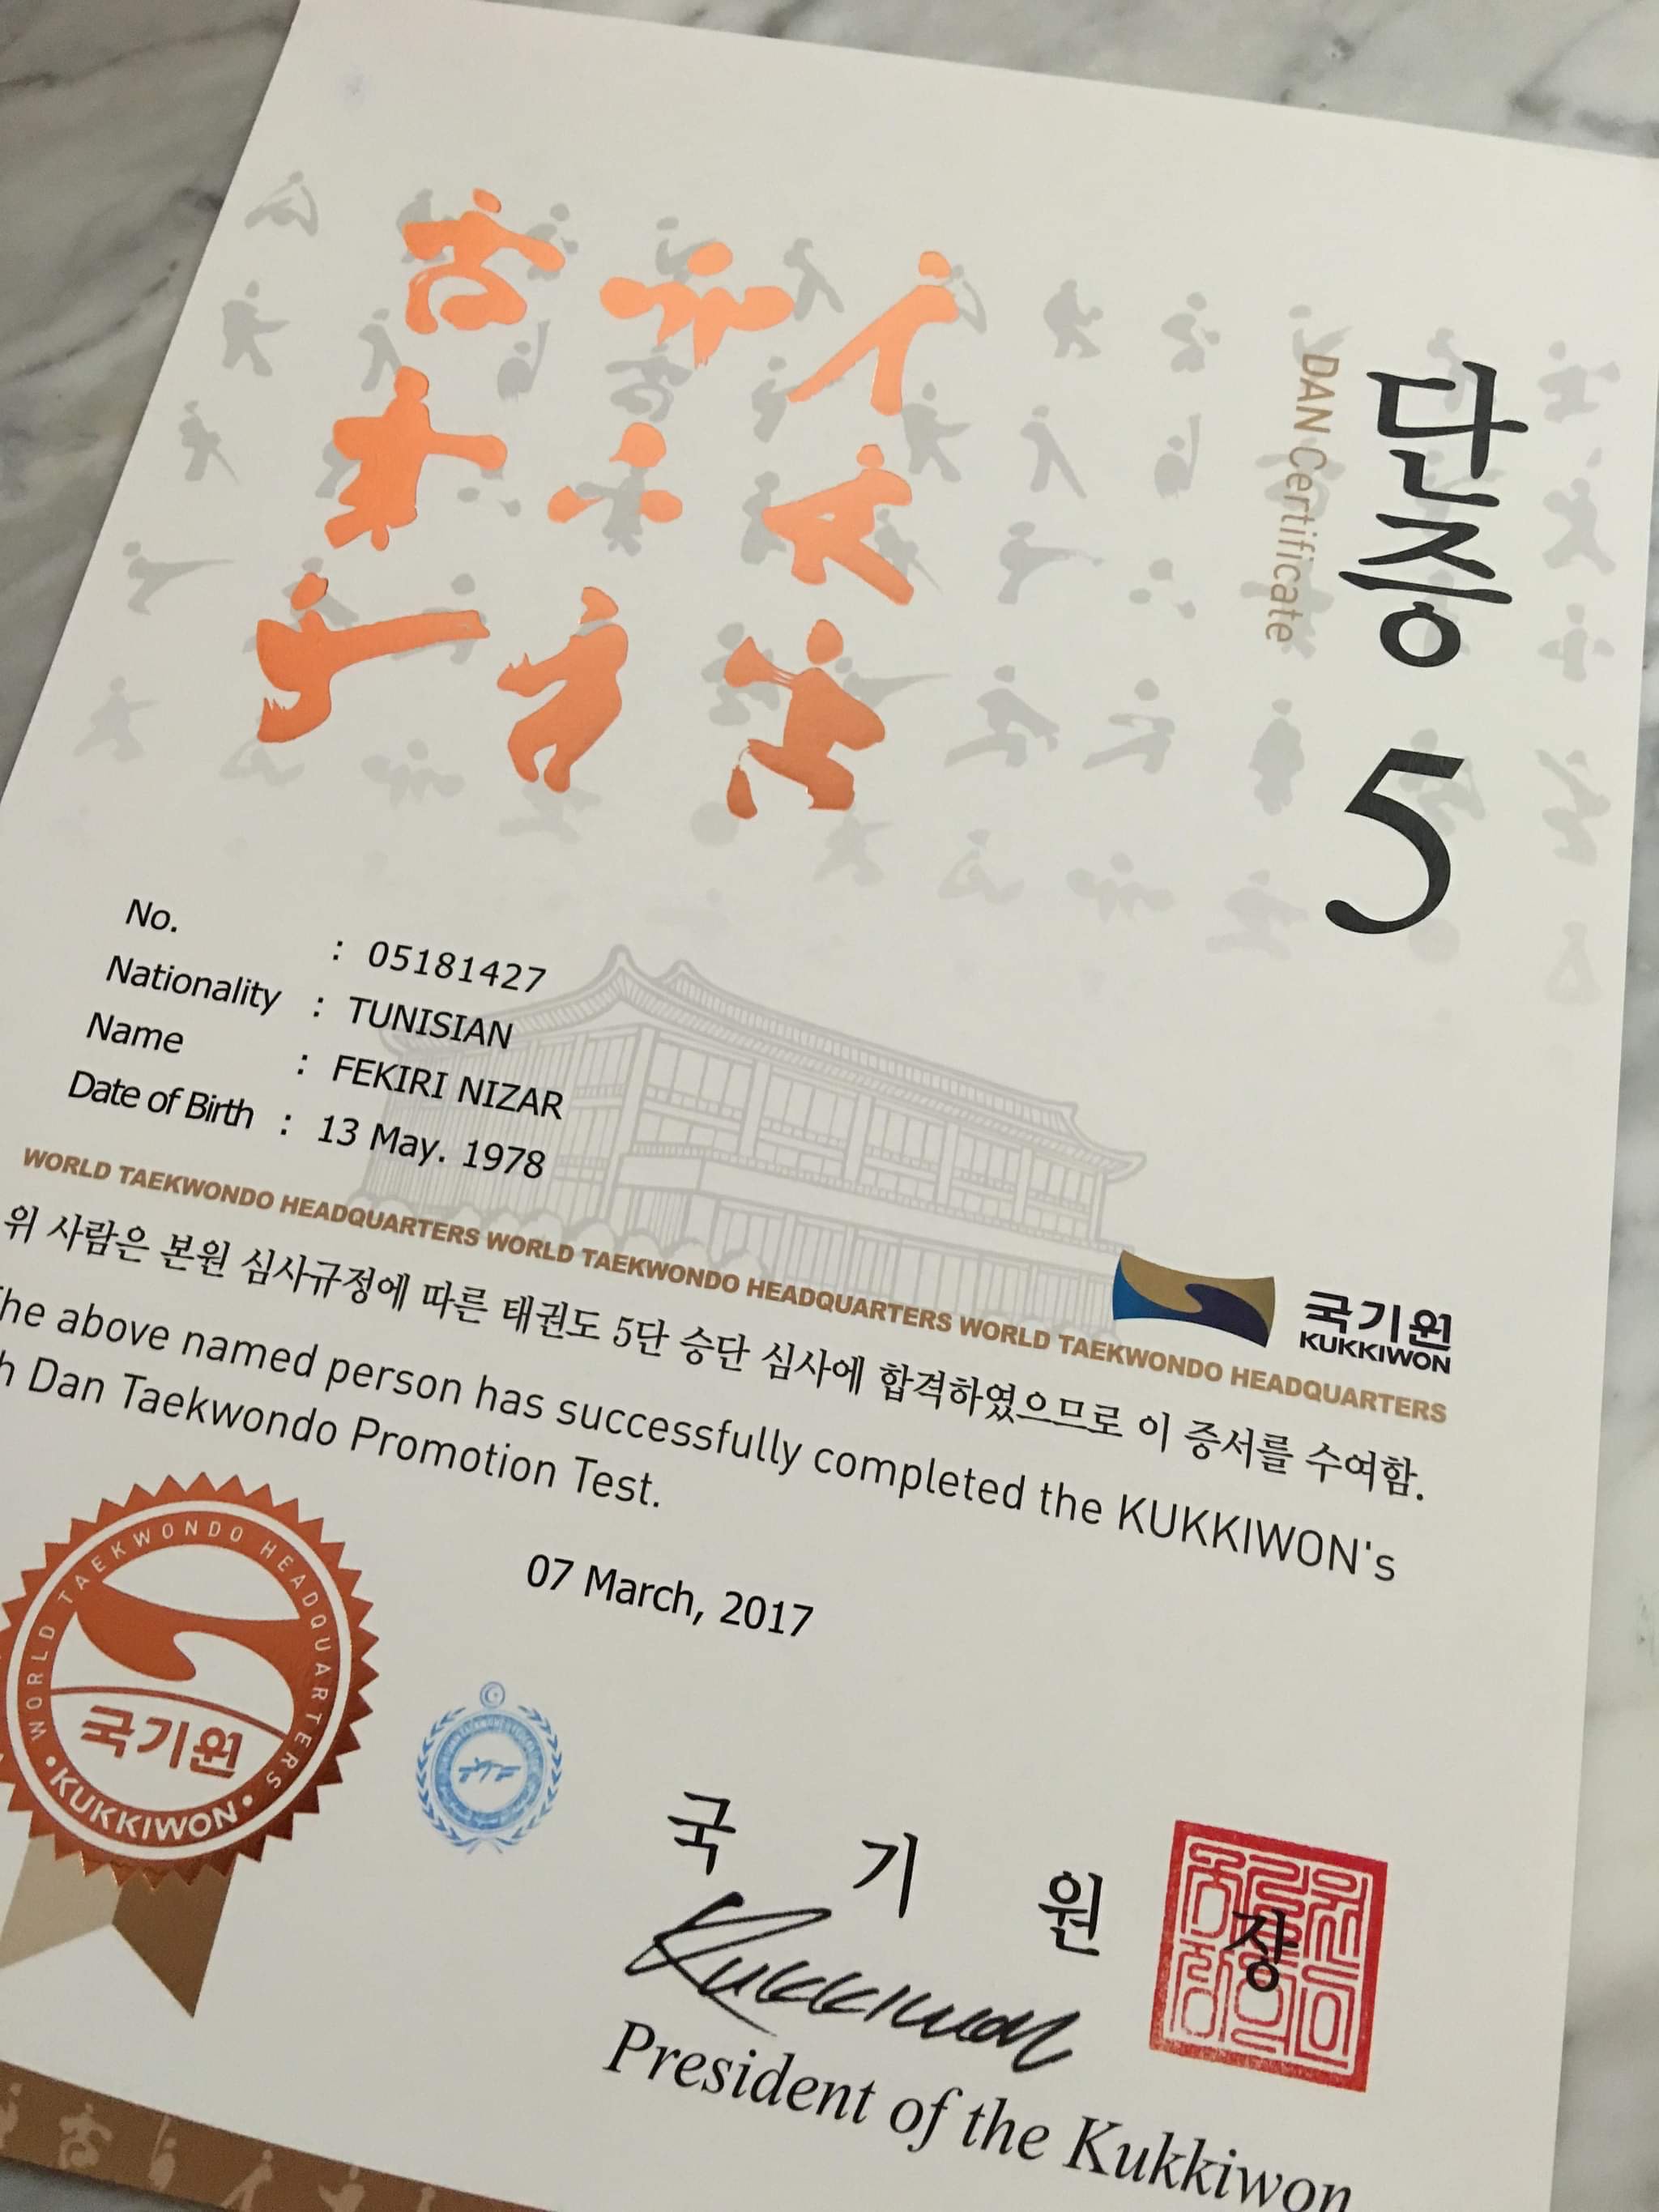 단증 5
DAN Certificate
No. : 05181427
Nationality : TUNISIAN
Name : FEKIRI NIZAR
Date of Birth : 13 May. 1978
국기원
KUKKIWON
WORLD TAEKWONDO HEADQUARTERS WORLD TAEKWONDO HEADQUARTERS WORLD TAEKWONDO HEADQUARTERS
위 사람은 본원 심사규정에 따른 태권도 5단 승단 심사에 합격하였으므로 이 증서를 수여함.
he above named person has successfully completed the KUKKIWON's
h Dan Taekwondo Promotion Test.
07 March, 2017
WORLD TAEKWONDO HEADQUARTERS
국기원
•KUKKIWON•
국 기 원 장
Kukkiwon
President of the Kukkiwon